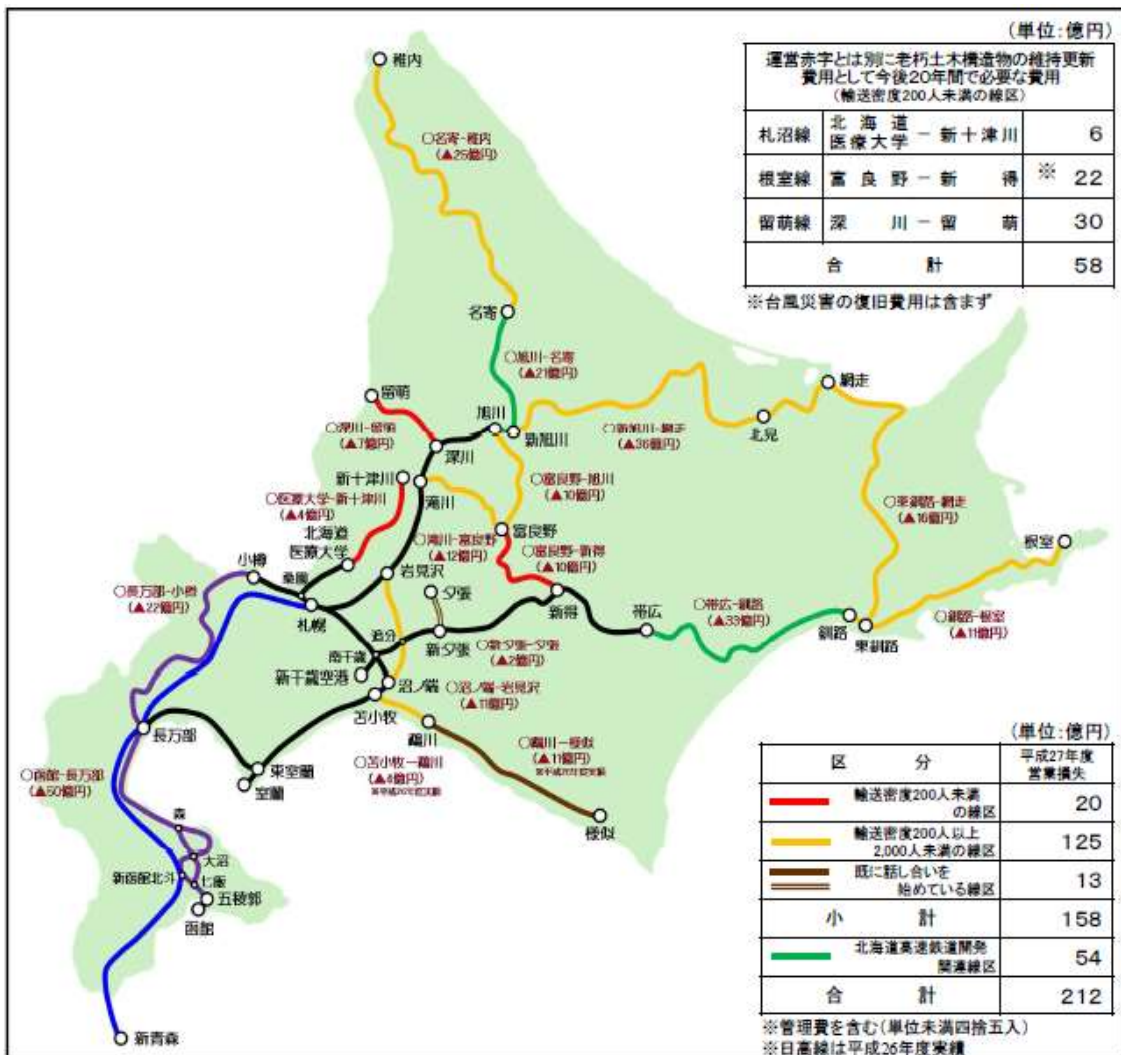 (単位:億円)
運営赤字とは別に老朽土木構造物の維持更新
費用として今後20年間で必要な費用
(輸送密度200人未満の線区)
札沼線 北海道医療大学 － 新十津川 6
根室線 富良野 － 新得 ※ 22
留萌線 深川 － 留萌 30
合計 58
※台風災害の復旧費用は含まず
稚内
○名寄-稚内
(▲25億円)
名寄
○旭川-名寄
(▲21億円)
留萌
○深川-留萌
(▲7億円)
旭川
新旭川
深川
○新旭川-網走
(▲36億円)
北見
網走
新十津川
滝川
○医療大学-新十津川
(▲4億円)
○富良野-旭川
(▲10億円)
○東釧路-網走
(▲16億円)
北海道
医療大学
○滝川-富良野
(▲12億円)
富良野
○富良野-新得
(▲10億円)
根室
小樽
桑園
岩見沢
夕張
新得
帯広
○帯広-釧路
(▲33億円)
釧路
東釧路
○釧路-根室
(▲11億円)
○長万部-小樽
(▲22億円)
札幌
追分
新夕張
○新夕張-夕張
(▲2億円)
南千歳
新千歳空港
沼ノ端
○沼ノ端-岩見沢
(▲11億円)
苫小牧
鵡川
○苫小牧－鵡川
(▲4億円)
※平成26年度実績
○鵡川－様似
(▲11億円)
※平成26年度実績
様似
長万部
東室蘭
室蘭
○函館-長万部
(▲50億円)
森
大沼
新函館北斗
七飯
五稜郭
函館
新青森
(単位:億円)
区分 平成27年度
営業損失
輸送密度200人未満
の線区 20
輸送密度200人以上
2,000人未満の線区 125
既に話し合いを
始めている線区 13
小計 158
北海道高速鉄道開発
関連線区 54
合計 212
※管理費を含む(単位未満四捨五入)
※日高線は平成26年度実績